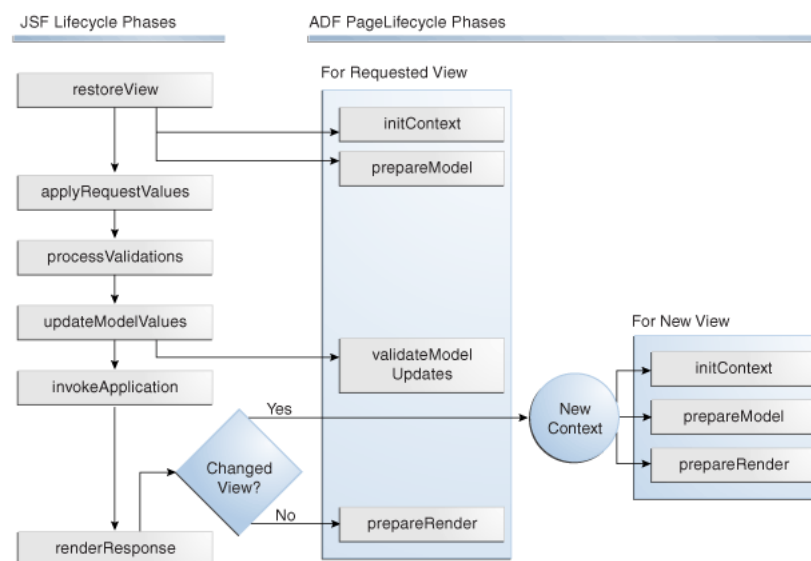 JSF Lifecycle Phases
ADF PageLifecycle Phases
For Requested View
restoreView
initContext
prepareModel
applyRequestValues
processValidations
updateModelValues
For New View
validateModel
Updates
initContext
invokeApplication
Yes
New
Context
prepareModel
Changed
View?
prepareRender
No
prepareRender
renderResponse